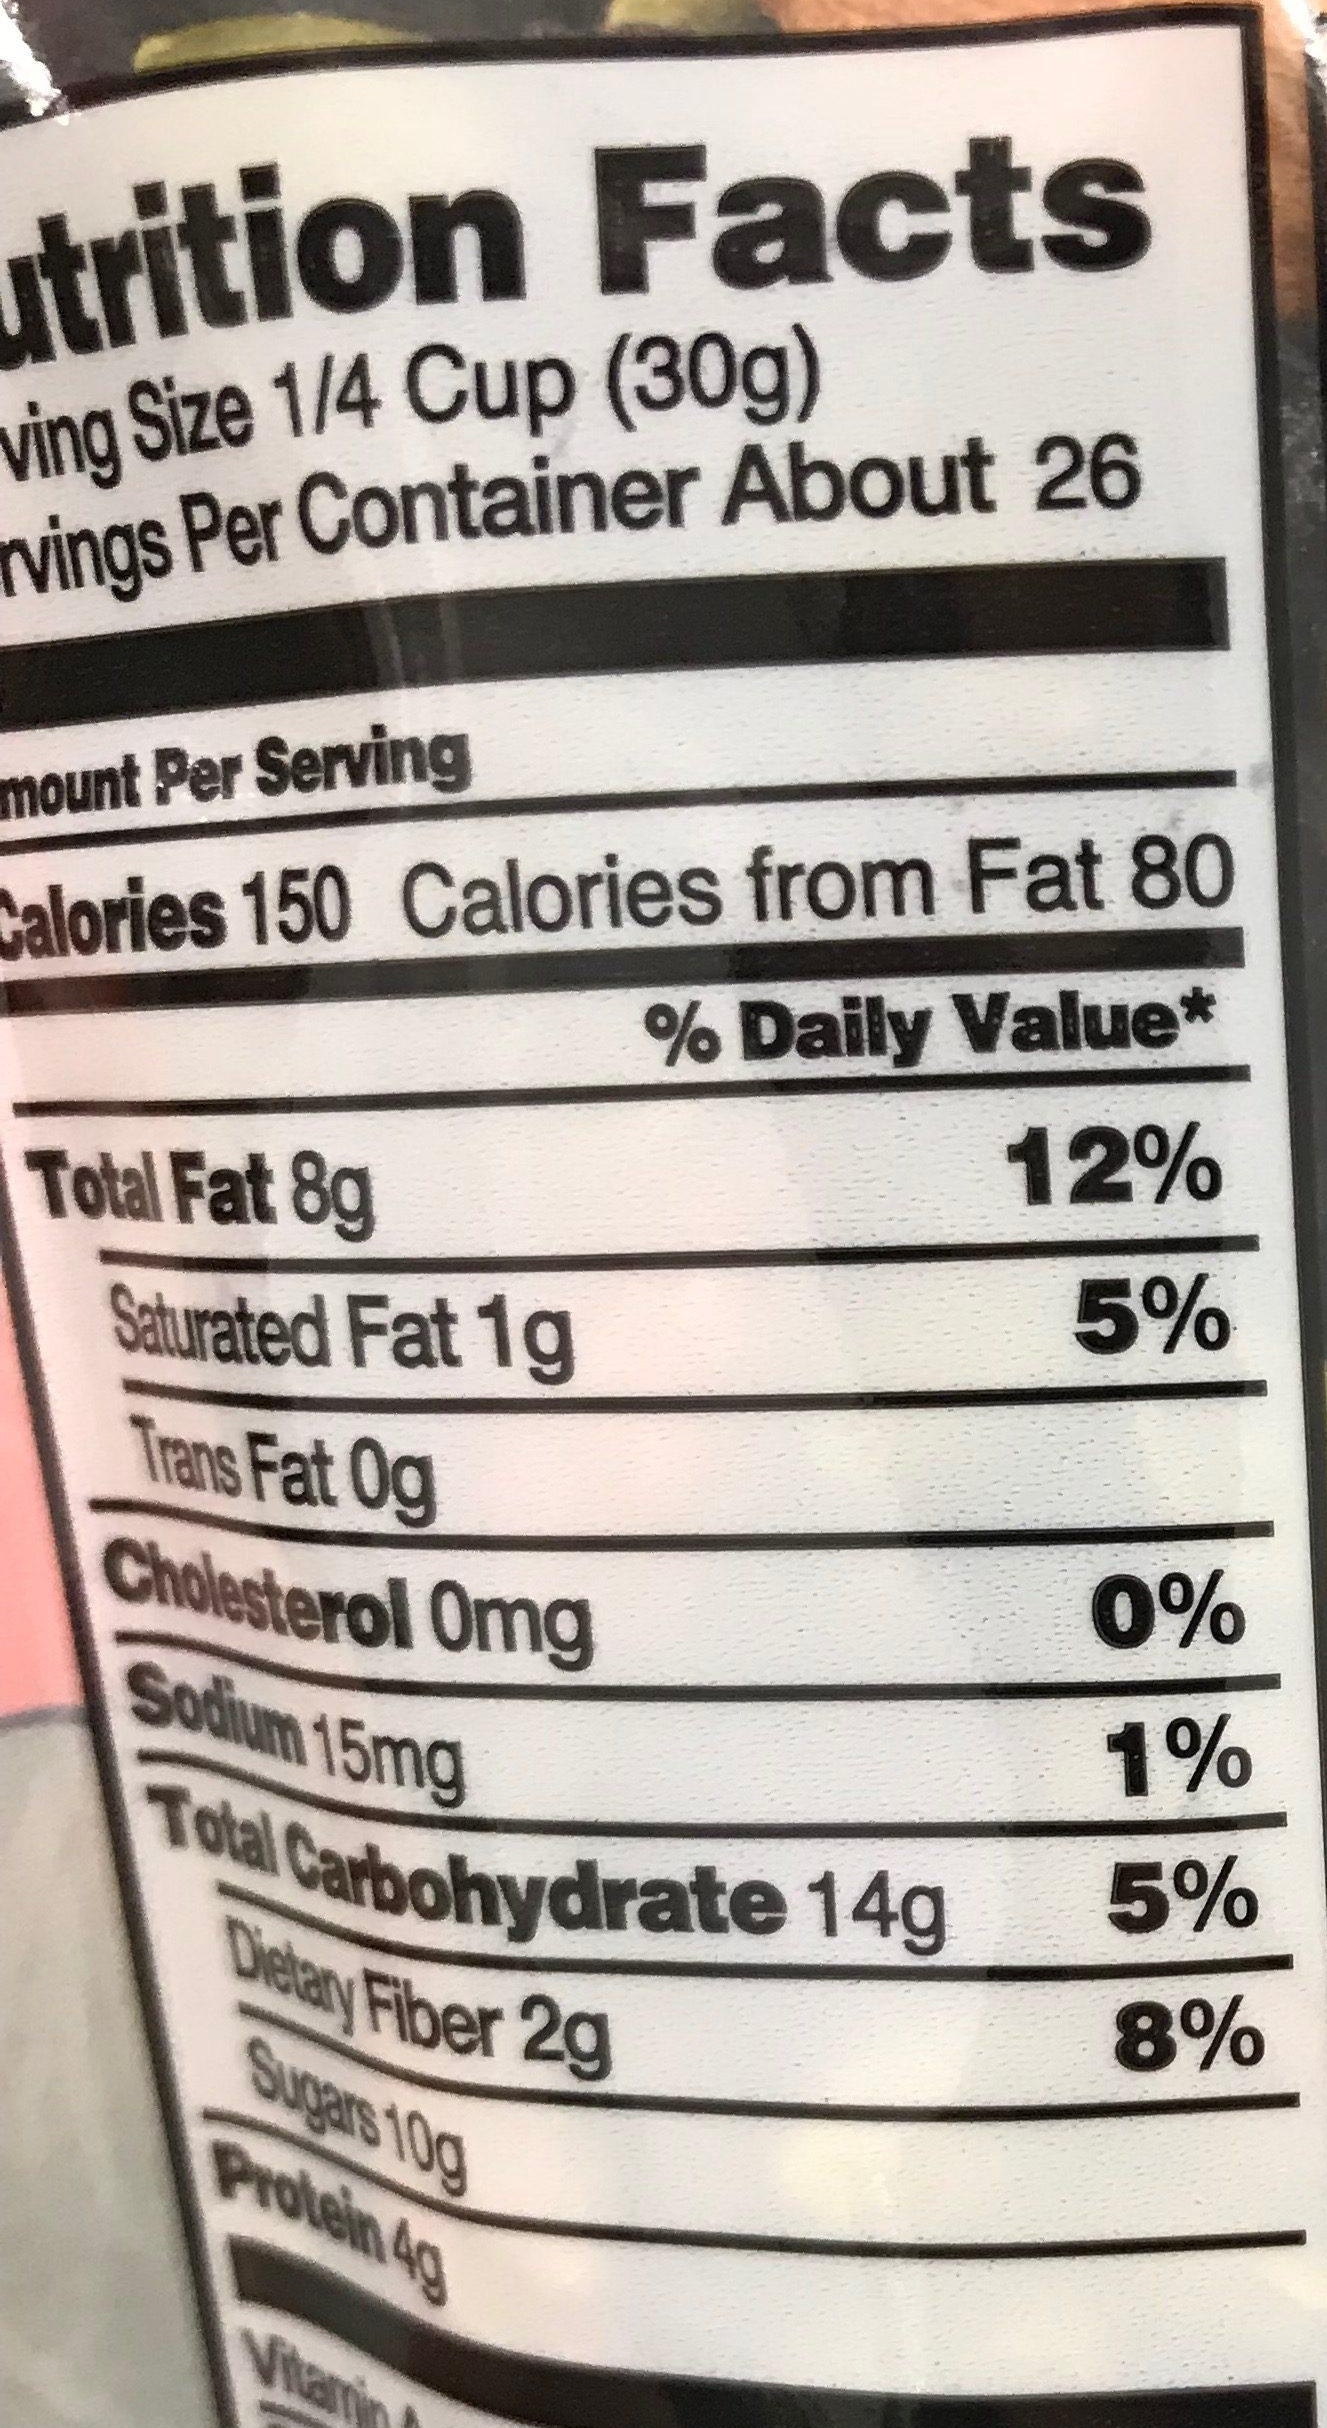 utrition Facts
ving Size 1/4 Cup (30g)
rvings Per Container About 26
mount Per Serving
Calories 150 Calories from Fat 80
% Daily Value*
Total Fat 8g 12%
Saturated Fat 1g 5%
Trans Fat 0g
Cholesterol 0mg 0%
Sodium 15mg 1%
Total Carbohydrate 14g 5%
Dietary Fiber 2g 8%
Sugars 10g
Protein 4g
Vitamin A